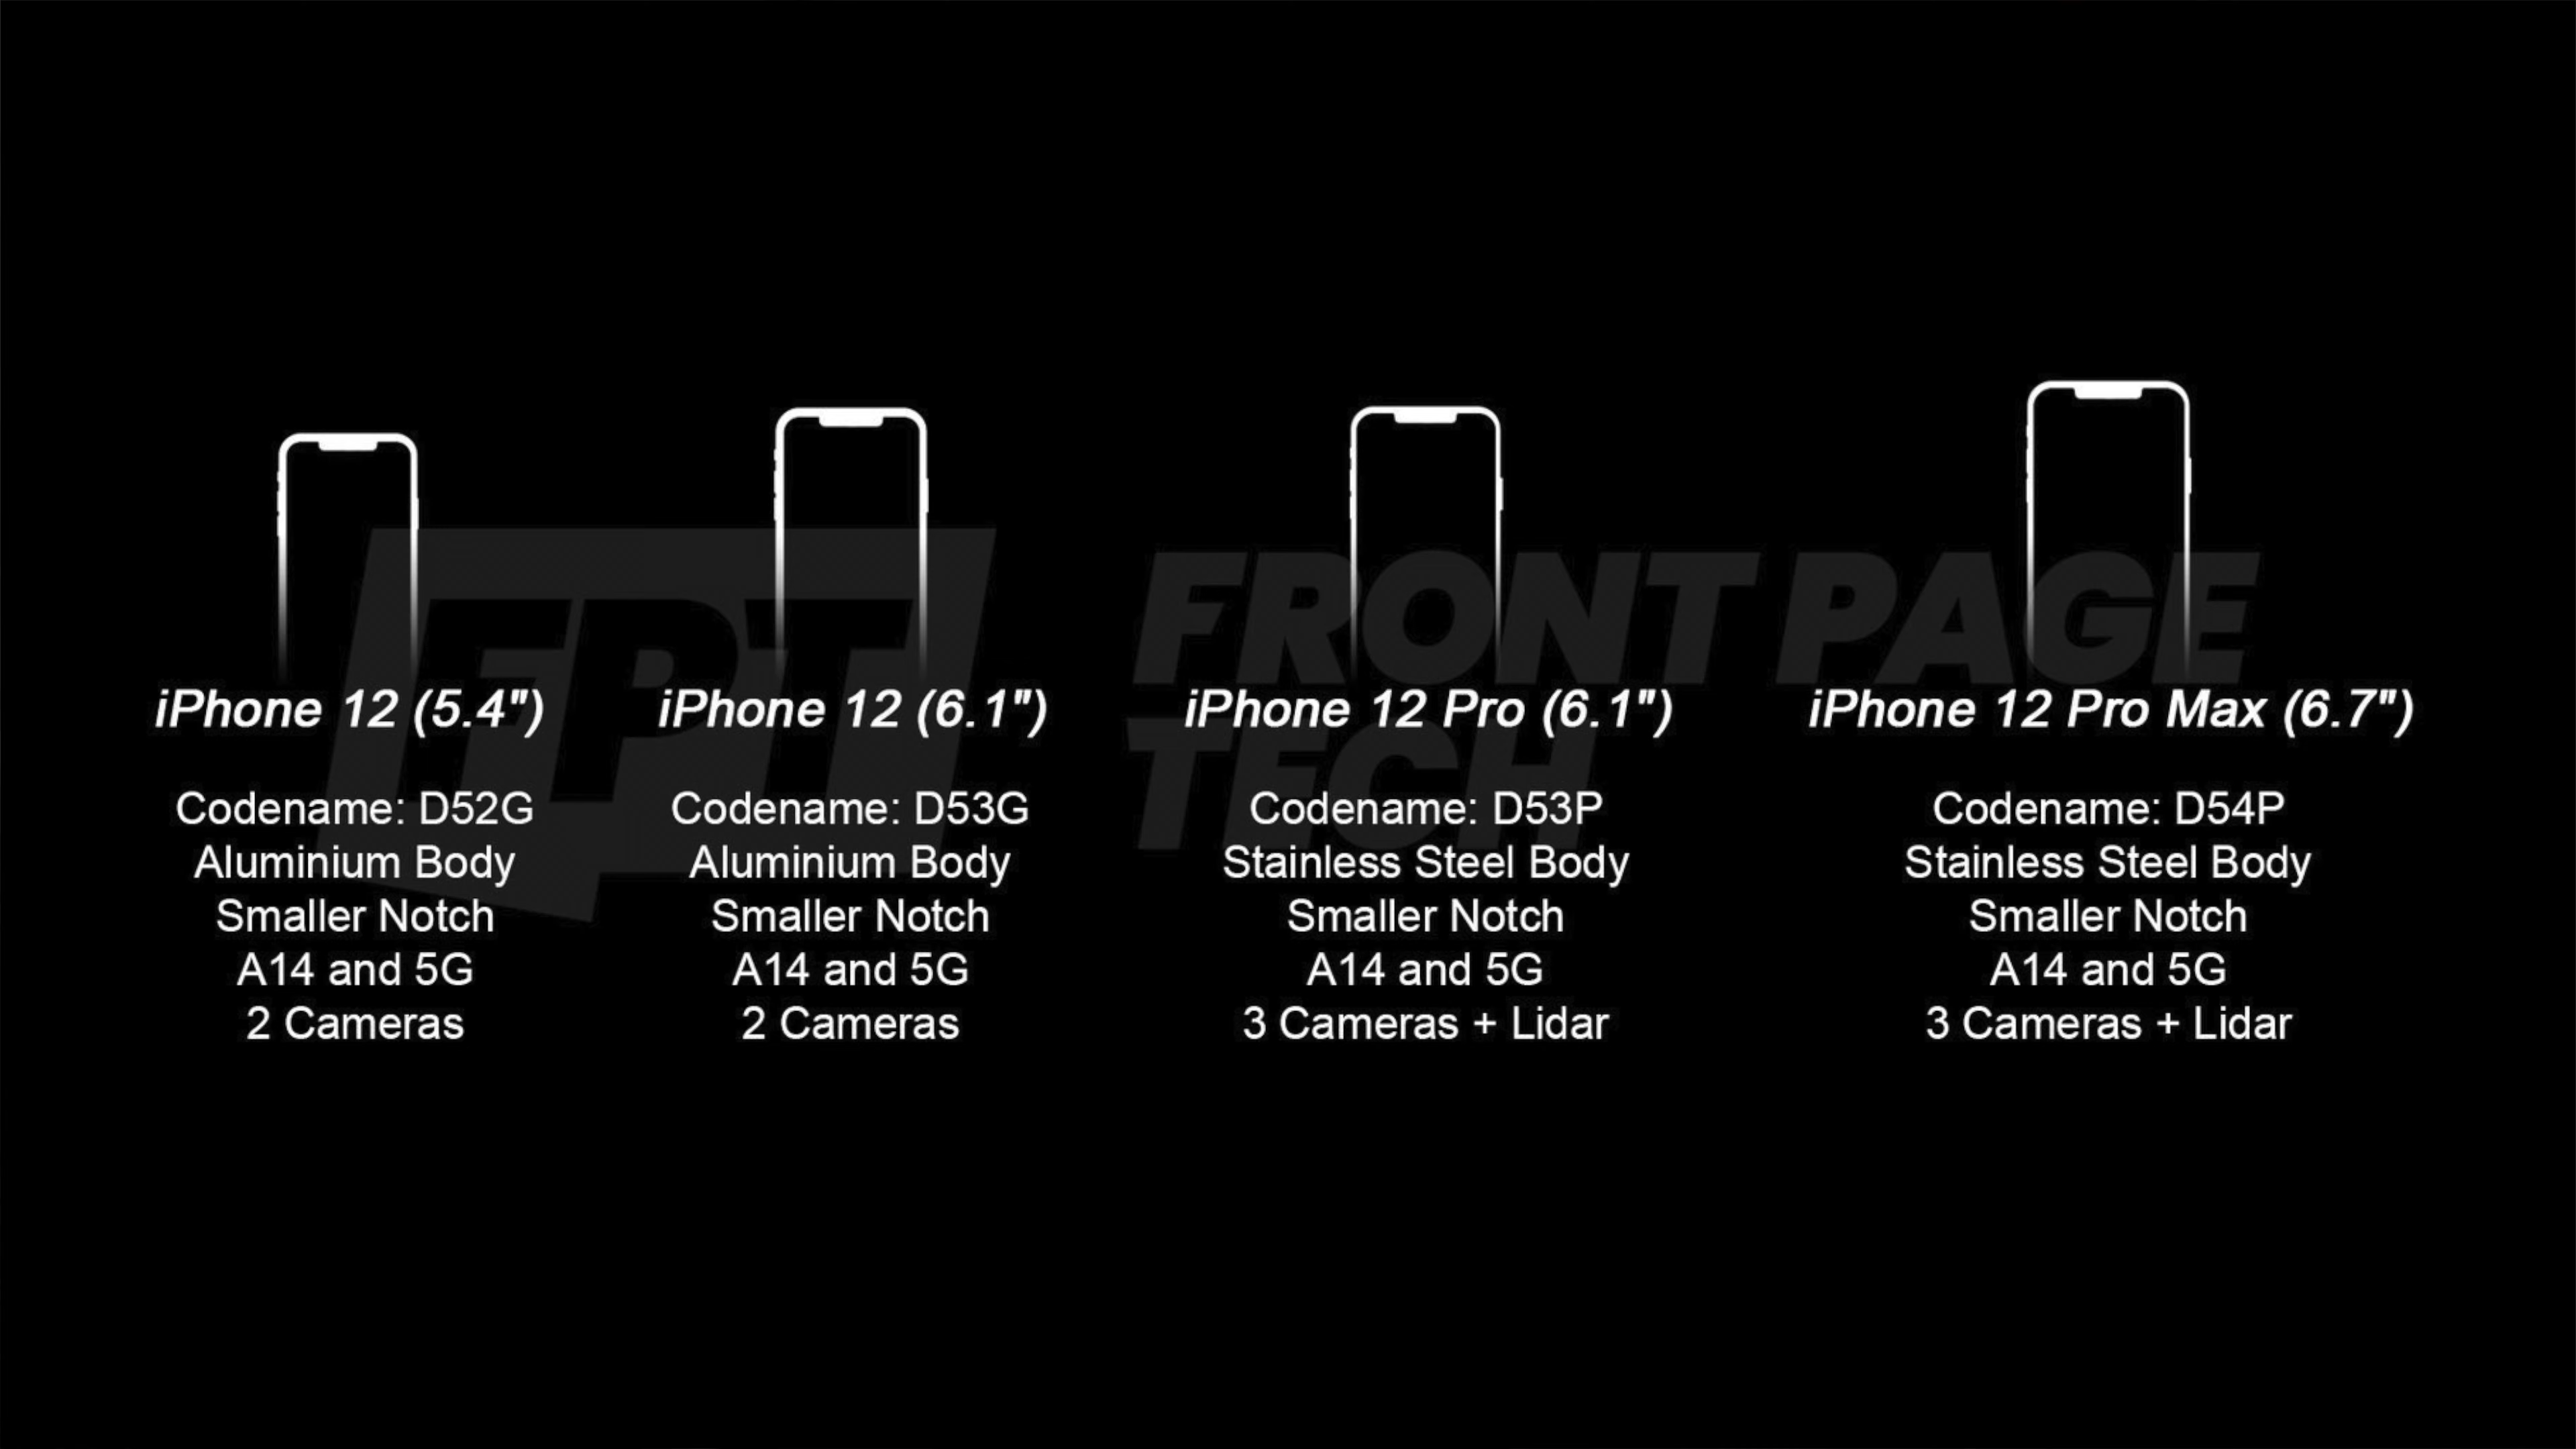 FPT FRONT PAGE
TECH
iPhone 12 (5.4")
Codename: D52G
Aluminium Body
Smaller Notch
A14 and 5G
2 Cameras
iPhone 12 (6.1")
Codename: D53G
Aluminium Body
Smaller Notch
A14 and 5G
2 Cameras
iPhone 12 Pro (6.1")
Codename: D53P
Stainless Steel Body
Smaller Notch
A14 and 5G
3 Cameras + Lidar
iPhone 12 Pro Max (6.7")
Codename: D54P
Stainless Steel Body
Smaller Notch
A14 and 5G
3 Cameras + Lidar